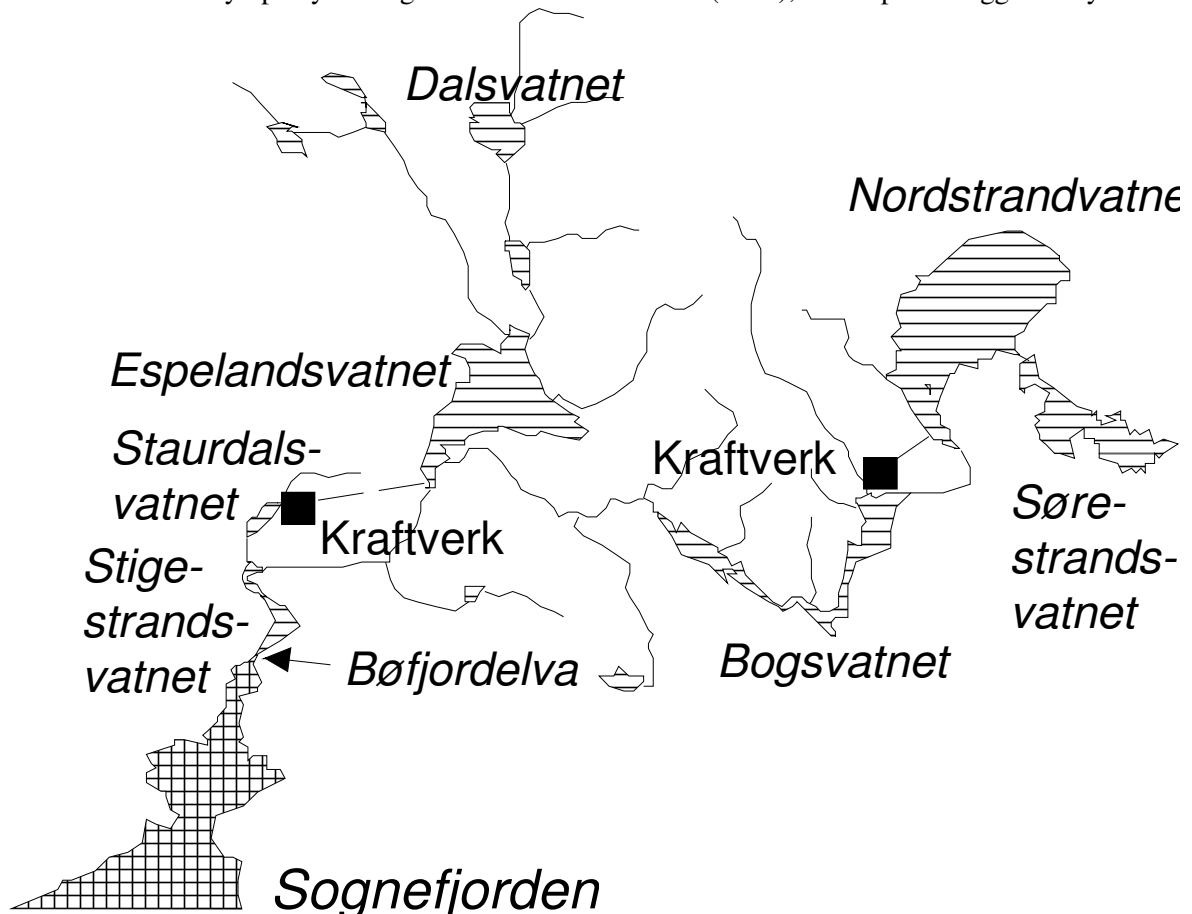 Dalsvatnet
Nordstrandvatne
Espelandsvatnet
Staurdals-
vatnet
Kraftverk
Kraftverk
Stige-
strands-
vatnet
Søre-
strands-
vatnet
Bøfjordelva
Bogsvatnet
Sognefjorden